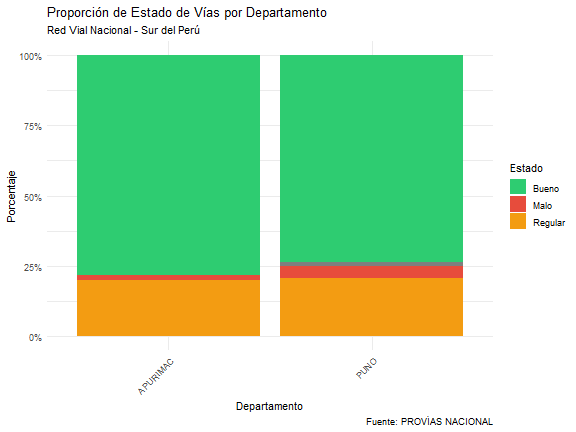 Proporción de Estado de Vías por Departamento
Red Vial Nacional - Sur del Perú
100%
75%
50%
25%
0%
Porcentaje
APURIMAC
PUNO
Departamento
Estado
Bueno
Malo
Regular
Fuente: PROVÍAS NACIONAL